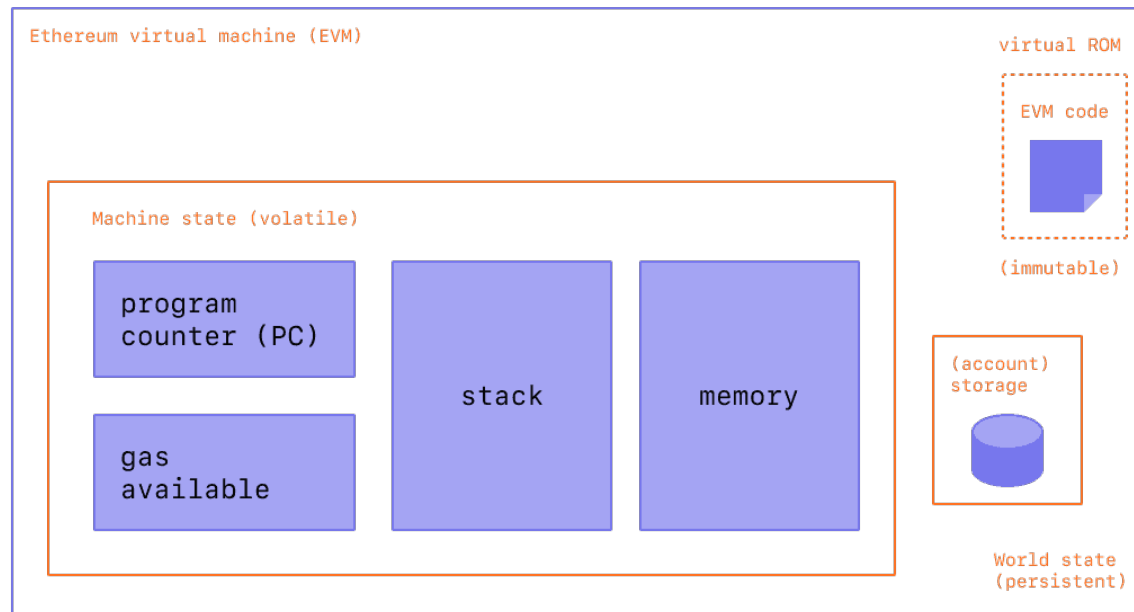 Ethereum virtual machine (EVM)
virtual ROM
EVM code
(immutable)
Machine state (volatile)
program
counter (PC)
gas
available
stack
memory
(account)
storage
World state
(persistent)